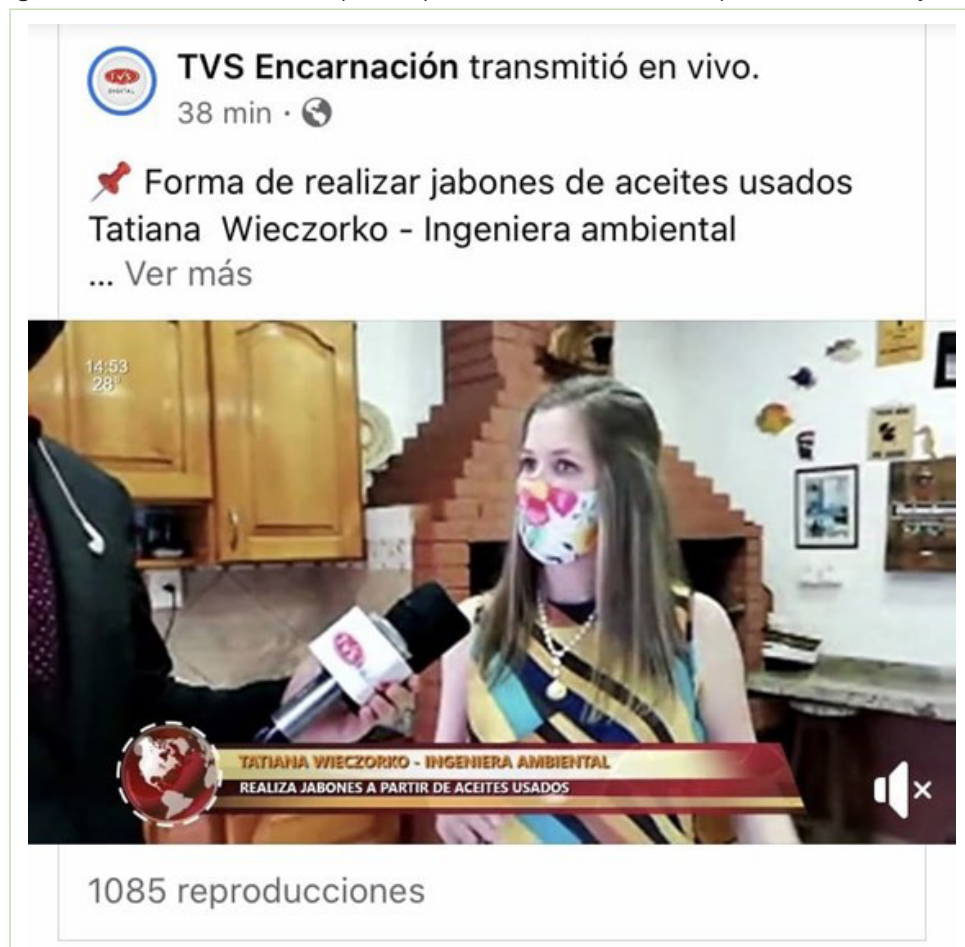 TVS Encarnación transmitió en vivo.
38 min ·
Forma de realizar jabones de aceites usados
Tatiana Wieczorko - Ingeniera ambiental
... Ver más
14:53
28°
TVS
TATIANA WIECZORKO - INGENIERA AMBIENTAL
REALIZA JABONES A PARTIR DE ACEITES USADOS
1085 reproducciones